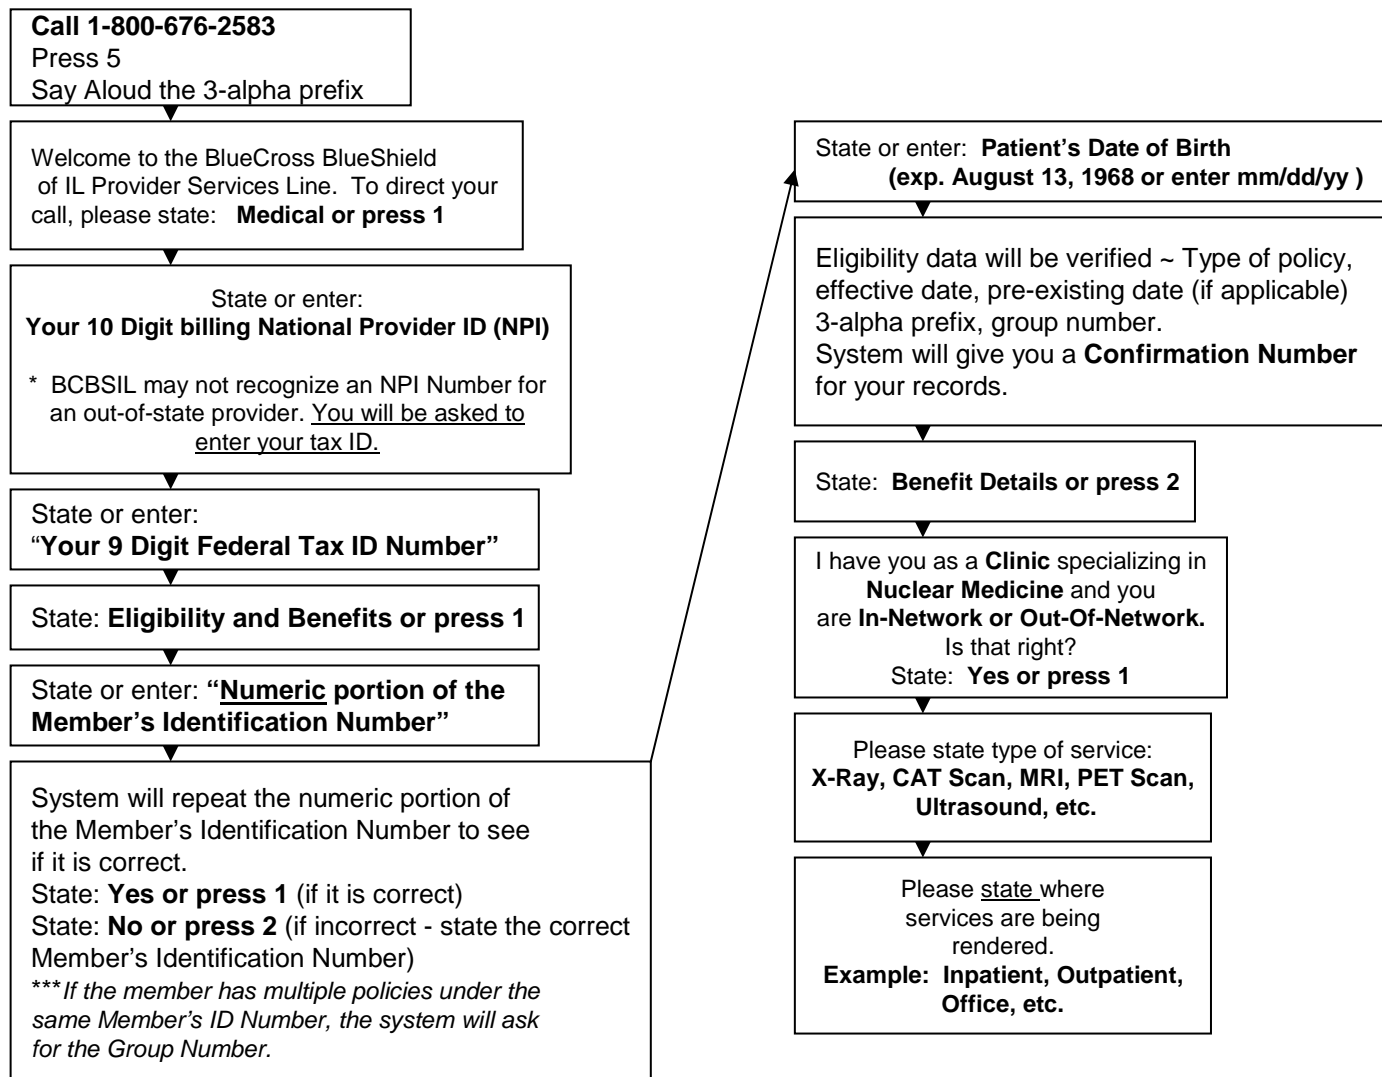 Call 1-800-676-2583
Press 5
Say Aloud the 3-alpha prefix
Welcome to the BlueCross BlueShield
of IL Provider Services Line. To direct your
call, please state: Medical or press 1
State or enter:
Your 10 Digit billing National Provider ID (NPI)
* BCBSIL may not recognize an NPI Number for
an out-of-state provider. You will be asked to
enter your tax ID.
State or enter:
“Your 9 Digit Federal Tax ID Number”
State: Eligibility and Benefits or press 1
State or enter: “Numeric portion of the
Member’s Identification Number”
System will repeat the numeric portion of
the Member’s Identification Number to see
if it is correct.
State: Yes or press 1 (if it is correct)
State: No or press 2 (if incorrect - state the correct
Member’s Identification Number)
***If the member has multiple policies under the
same Member’s ID Number, the system will ask
for the Group Number.
State or enter: Patient’s Date of Birth
(exp. August 13, 1968 or enter mm/dd/yy )
Eligibility data will be verified ~ Type of policy,
effective date, pre-existing date (if applicable)
3-alpha prefix, group number.
System will give you a Confirmation Number
for your records.
State: Benefit Details or press 2
I have you as a Clinic specializing in
Nuclear Medicine and you
are In-Network or Out-Of-Network.
Is that right?
State: Yes or press 1
Please state type of service:
X-Ray, CAT Scan, MRI, PET Scan,
Ultrasound, etc.
Please state where
services are being
rendered.
Example: Inpatient, Outpatient,
Office, etc.